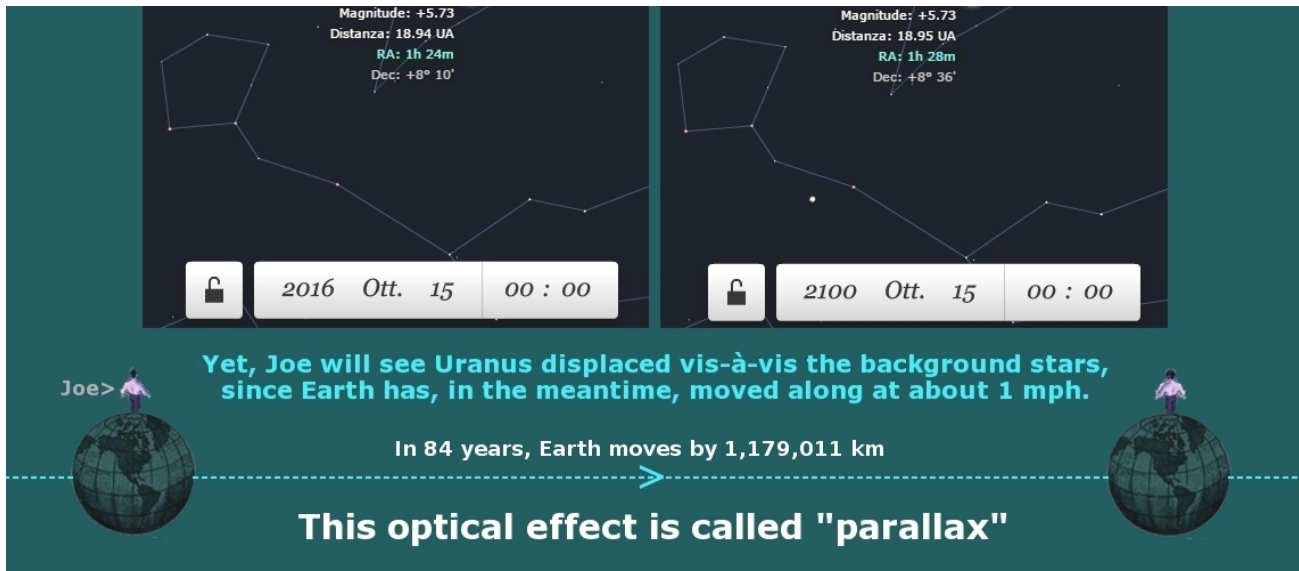 Magnitude: +5.73
Distanza: 18.94 UA
RA: 1h 24m
Dec: +8° 10'
Magnitude: +5.73
Distanza: 18.95 UA
RA: 1h 28m
Dec: +8° 36'
2016 Ott. 15 00 : 00
2100 Ott. 15 00 : 00
Yet, Joe will see Uranus displaced vis-à-vis the background stars,
since Earth has, in the meantime, moved along at about 1 mph.
Joe>
In 84 years, Earth moves by 1,179,011 km
>
This optical effect is called "parallax"